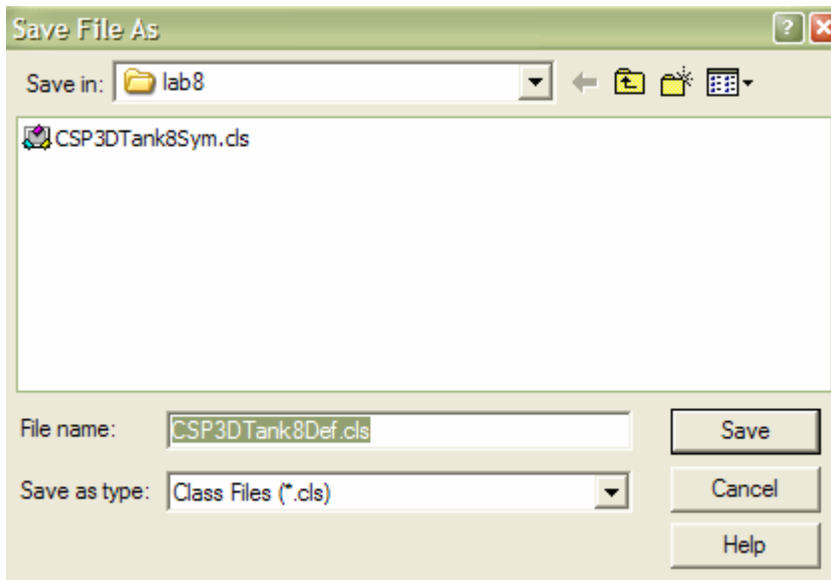 Save File As
Save in: lab8
CSP3DTank8Sym.cls
File name: CSP3DTank8Def.cls Save
Save as type: Class Files (*.cls) Cancel
Help